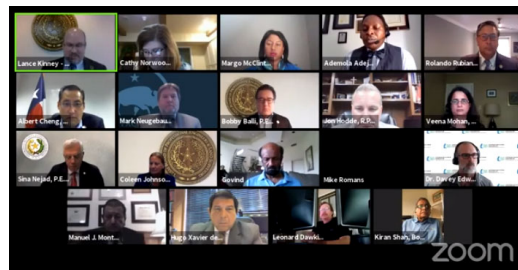 Lance Kinney -
Cathy Norwoo...
Margo McClint...
Ademola Ade...
Rolando Rubian...
Albert Cheng,...
Mark Neugebau...
Bobby Balli, P.E...
Jon Hodde, R.P...
Veena Mohan,...
Sina Nejad, P.E...
Coleen Johnso...
Govind
Mike Romans
Dr. Davey Edw...
Manuel J. Mont...
Hugo Xavier de...
Leonard Dawki...
Kiran Shah, Bo...
zoom